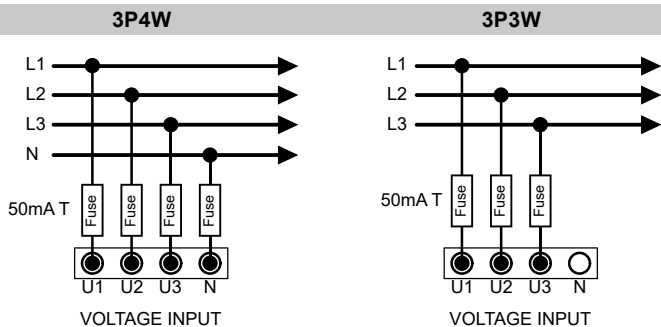 3P4W
3P3W
L1
L2
L3
N
50mA T
Fuse
Fuse
Fuse
Fuse
U1 U2 U3 N
VOLTAGE INPUT
L1
L2
L3
50mA T
Fuse
Fuse
Fuse
U1 U2 U3 N
VOLTAGE INPUT